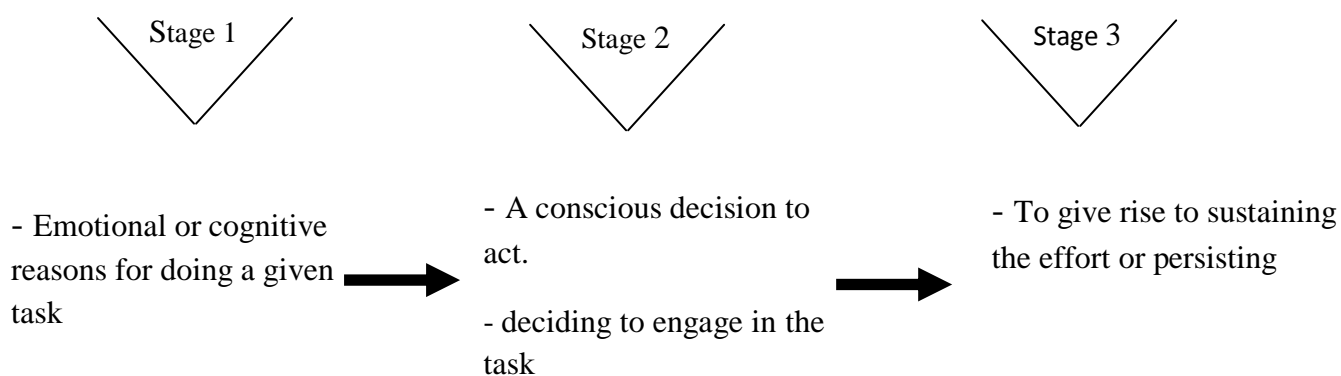 Stage 1
Stage 2
Stage 3
- Emotional or cognitive
reasons for doing a given
task
- A conscious decision to
act.
- deciding to engage in the
task
- To give rise to sustaining
the effort or persisting